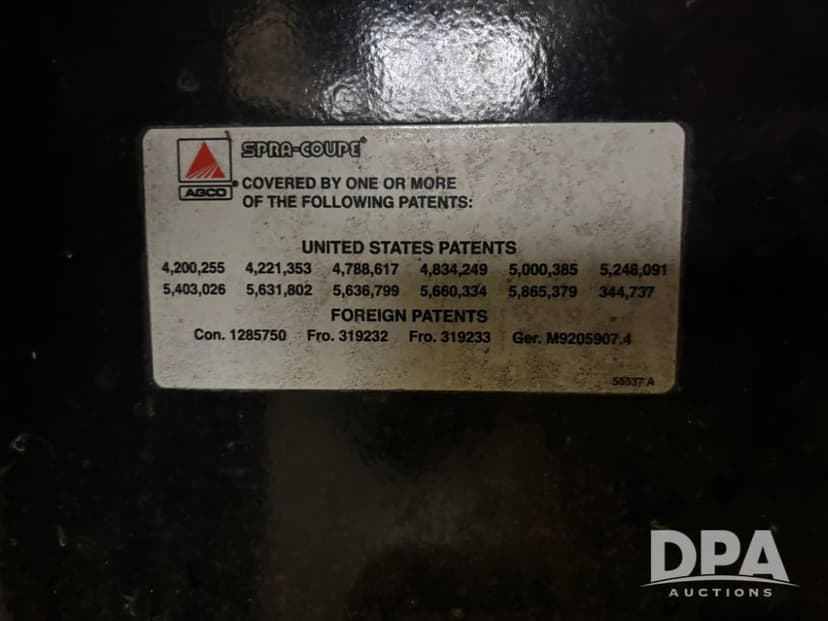 SPRA-COUPE®
AGCO®
COVERED BY ONE OR MORE
OF THE FOLLOWING PATENTS:
UNITED STATES PATENTS
4,200,255 4,221,353 4,788,617 4,834,249 5,000,385 5,248,091
5,403,026 5,631,802 5,636,799 5,660,334 5,865,379 344,737
FOREIGN PATENTS
Con. 1285750 Fro. 319232 Fro. 319233 Ger. M9205907.4
55537 A
DPA
AUCTIONS